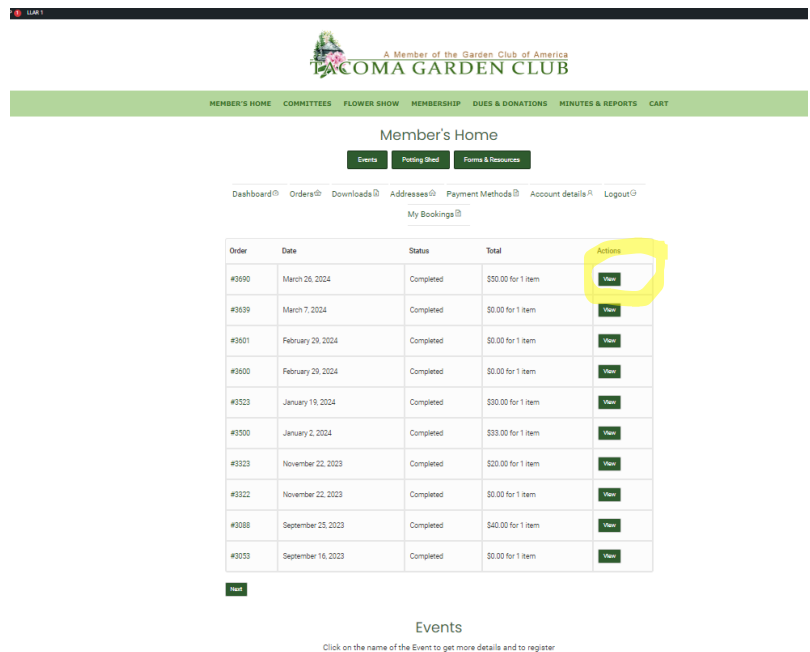 1 LLAR 1
A Member of the Garden Club of America
TACOMA GARDEN CLUB
MEMBER'S HOME COMMITTEES FLOWER SHOW MEMBERSHIP DUES & DONATIONS MINUTES & REPORTS CART
Member's Home
Events Potting Shed Forms & Resources
Dashboard Orders Downloads Addresses Payment Methods Account details Logout
My Bookings
Order Date Status Total Actions
#3690 March 26, 2024 Completed $50.00 for 1 item View
#3639 March 7, 2024 Completed $0.00 for 1 item View
#3601 February 29, 2024 Completed $0.00 for 1 item View
#3600 February 29, 2024 Completed $0.00 for 1 item View
#3523 January 19, 2024 Completed $30.00 for 1 item View
#3500 January 2, 2024 Completed $33.00 for 1 item View
#3323 November 22, 2023 Completed $20.00 for 1 item View
#3322 November 22, 2023 Completed $0.00 for 1 item View
#3088 September 25, 2023 Completed $40.00 for 1 item View
#3053 September 16, 2023 Completed $0.00 for 1 item View
Next
Events
Click on the name of the Event to get more details and to register